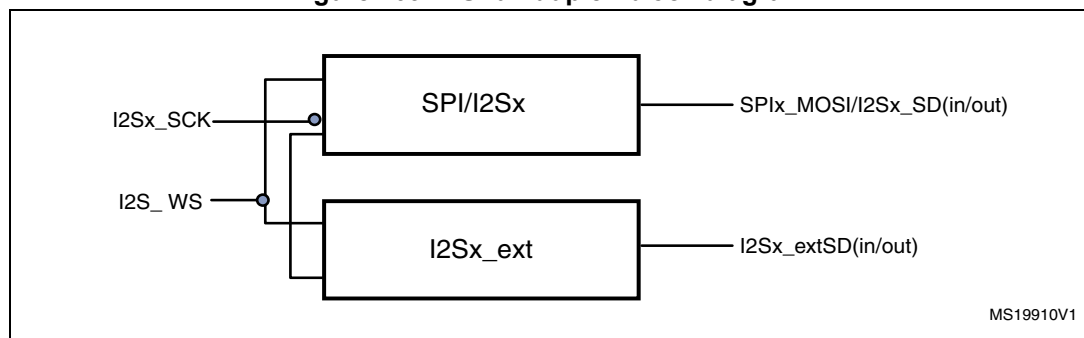 SPI/I2Sx
SPIx_MOSI/I2Sx_SD(in/out)
I2Sx_SCK
I2S_ WS
I2Sx_ext
I2Sx_extSD(in/out)
MS19910V1